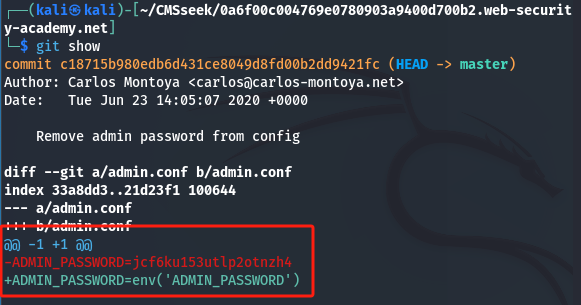 ┌──(kali㉿kali)-[~/CMSseek/0a6f00c004769e0780903a9400d700b2.web-securit
y-academy.net]
└─$ git show
commit c18715b980edb6d431ce8049d8fd00b2dd9421fc (HEAD -> master)
Author: Carlos Montoya <carlos@carlos-montoya.net>
Date:   Tue Jun 23 14:05:07 2020 +0000
    Remove admin password from config
diff --git a/admin.conf b/admin.conf
index 33a8dd3..21d23f1 100644
--- a/admin.conf
+++ b/admin.conf
@@ -1 +1 @@
-ADMIN_PASSWORD=jcf6ku153utlp2otnzh4
+ADMIN_PASSWORD=env('ADMIN_PASSWORD')